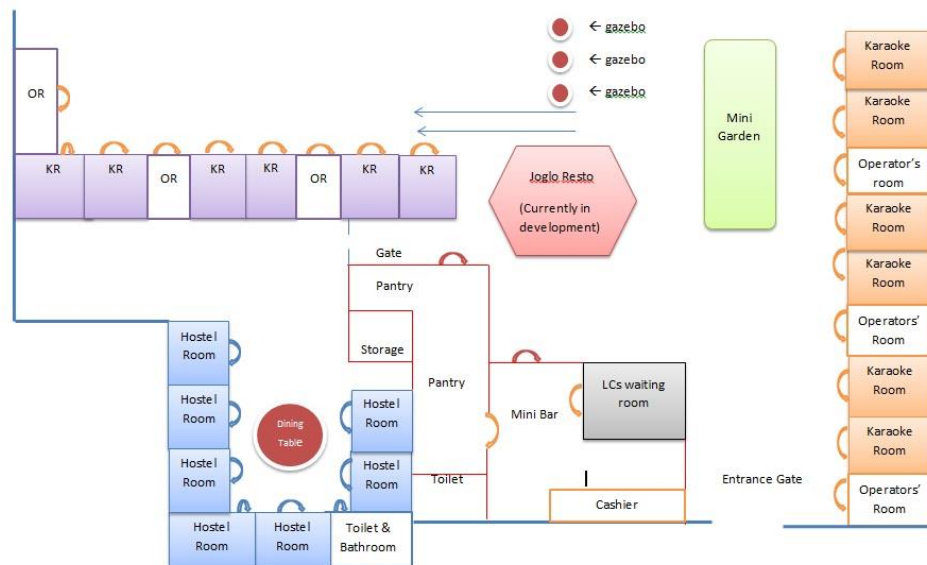 ← gazebo
← gazebo
← gazebo
Karaoke
Room
Karaoke
Room
Operator's
room
Karaoke
Room
Karaoke
Room
Operators'
Room
Karaoke
Room
Karaoke
Room
Operators'
Room
Mini
Garden
OR
KR
KR
OR
KR
KR
OR
KR
KR
Joglo Resto
(Currently in
development)
Gate
Pantry
Storage
Pantry
Toilet
Mini Bar
LCs waiting
room
Cashier
Entrance Gate
Hostel
Room
Hostel
Room
Hostel
Room
Dining
Table
Hostel
Room
Hostel
Room
Hostel
Room
Hostel
Room
Toilet &
Bathroom